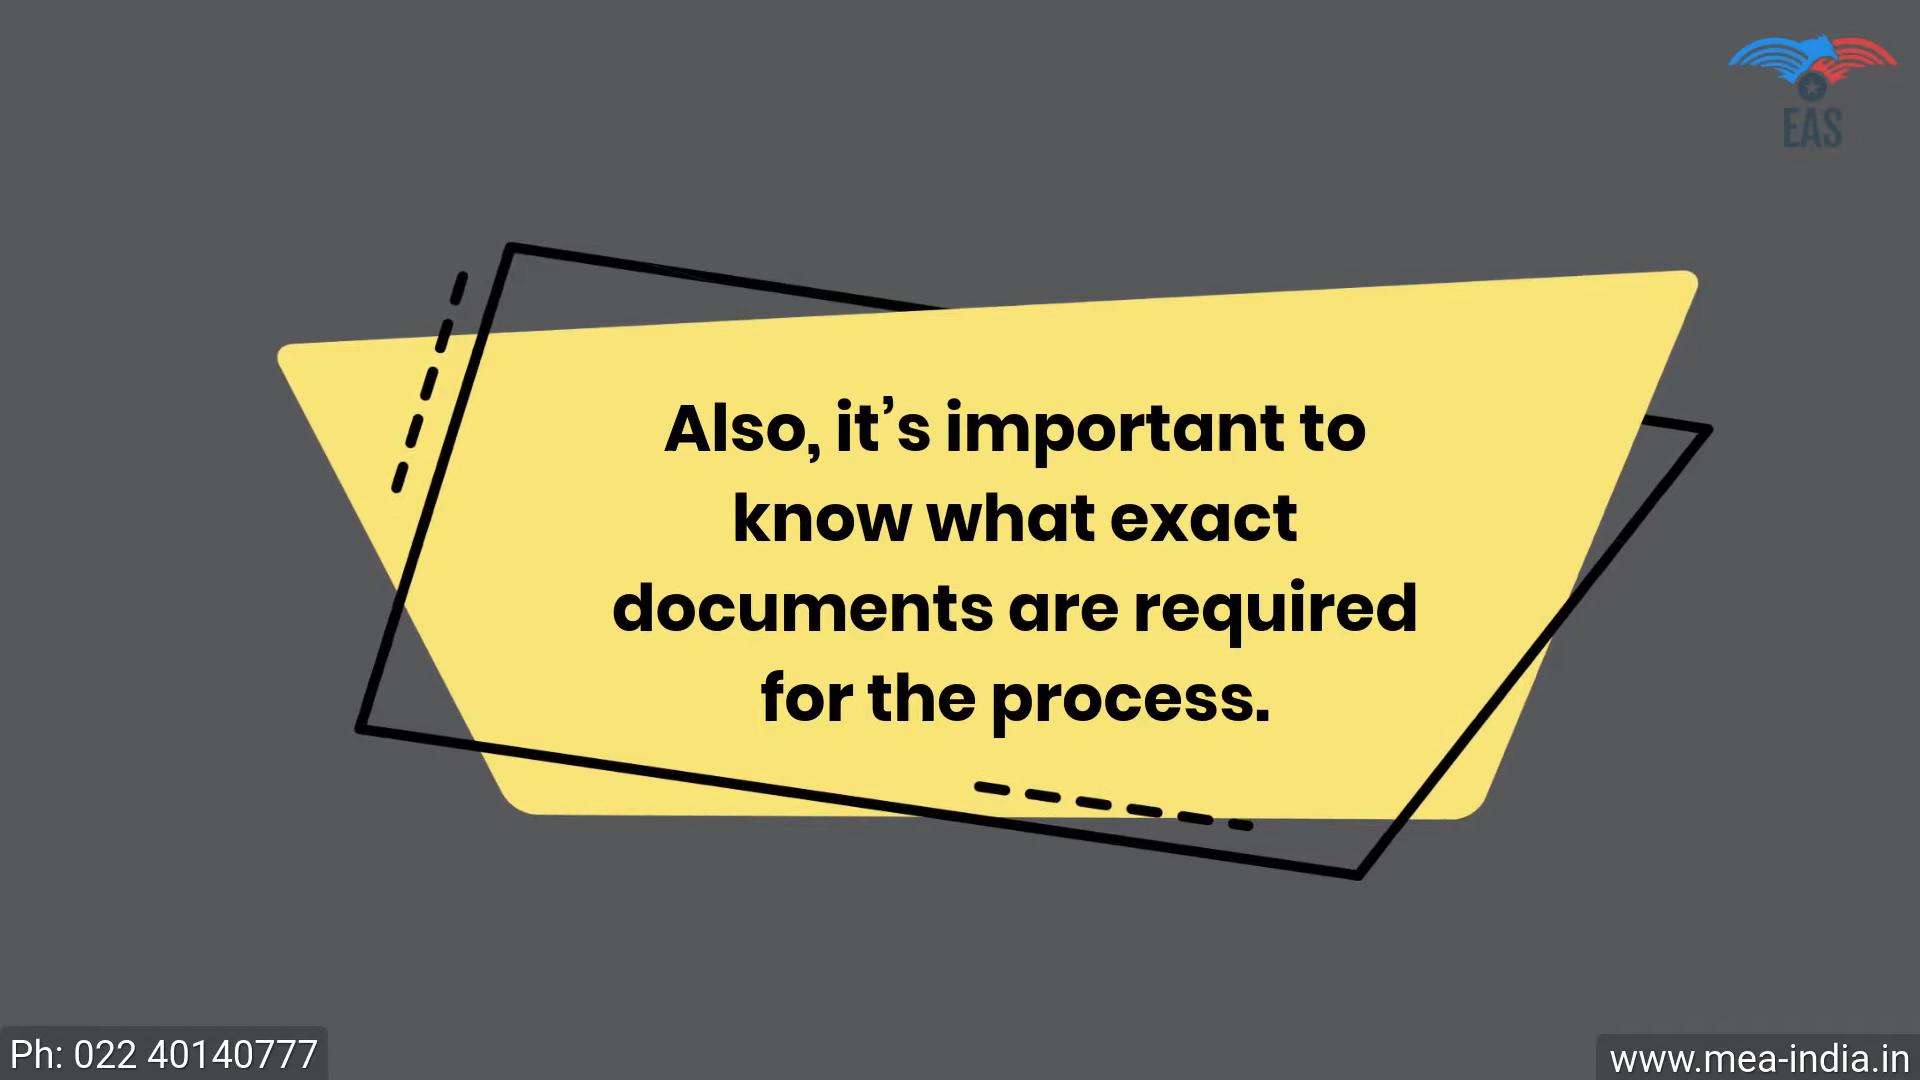 EAS
Also, it’s important to
know what exact
documents are required
for the process.
Ph: 022 40140777
www.mea-india.in